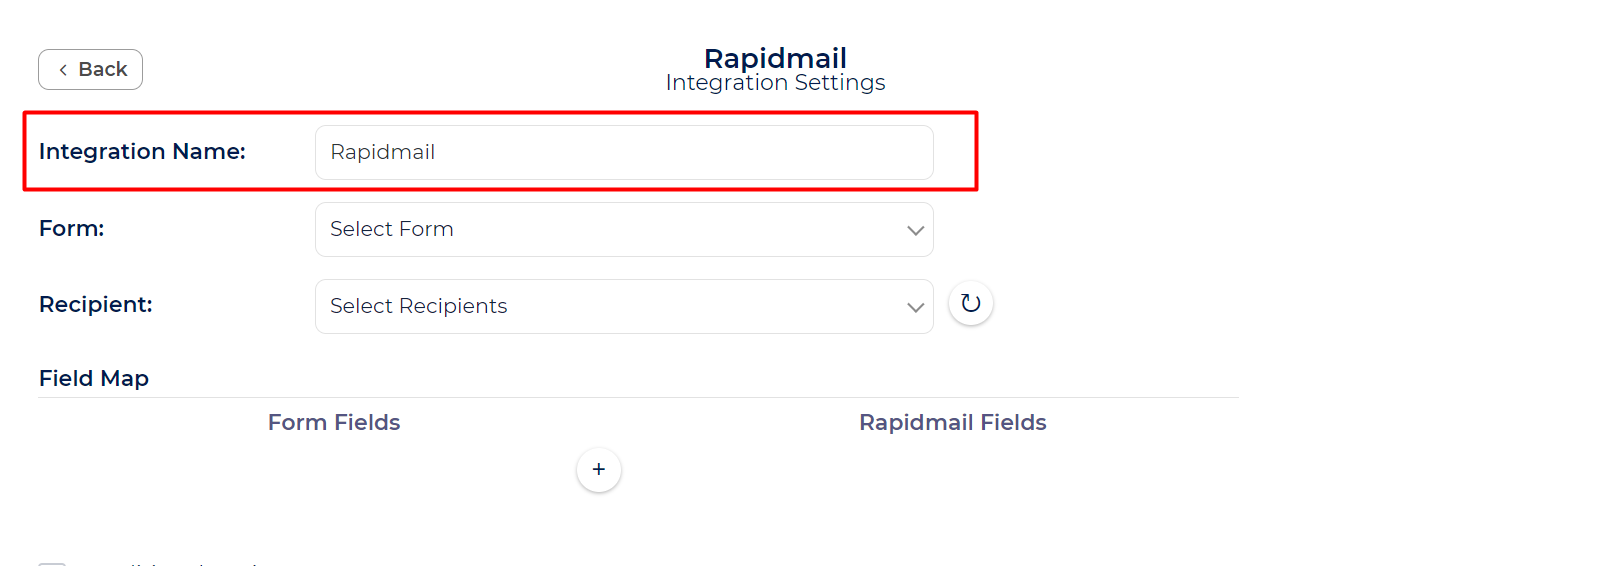 Back
Rapidmail
Integration Settings
Integration Name:
Rapidmail
Form:
Select Form
Recipient:
Select Recipients
Field Map
Form Fields
Rapidmail Fields
+